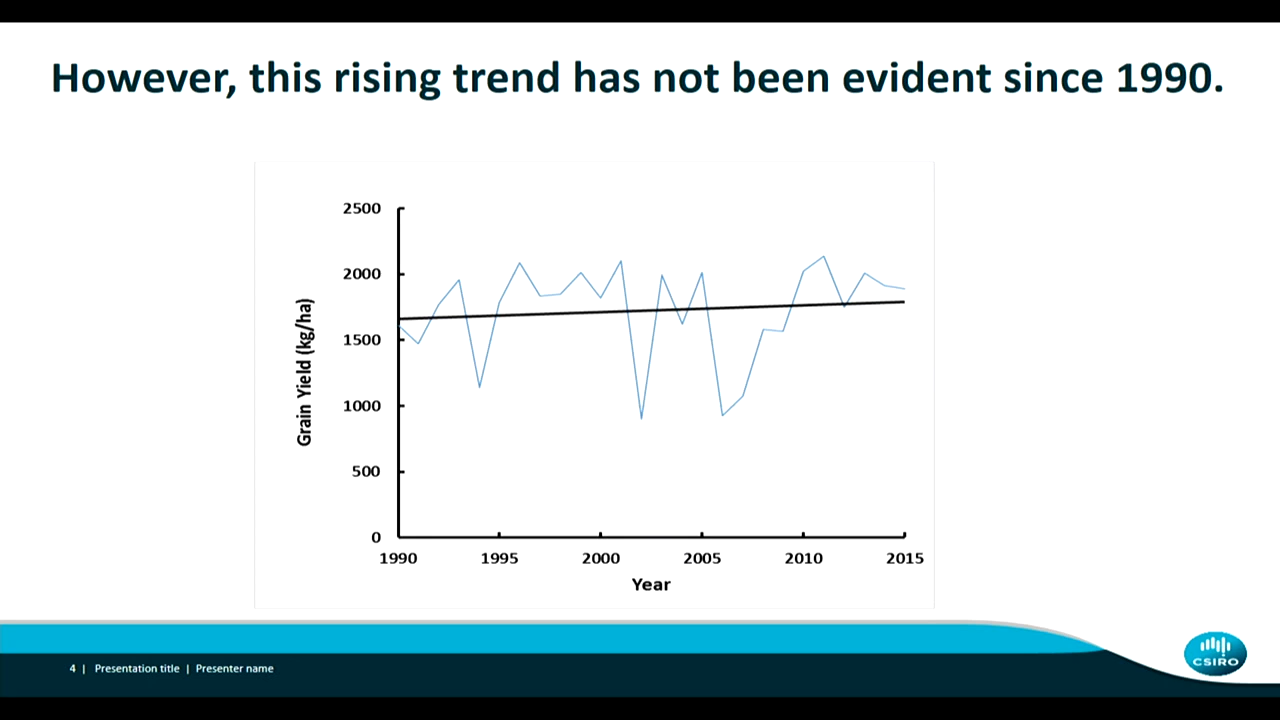 However, this rising trend has not been evident since 1990.
2500
2000
1500
1000
500
0
Grain Yield (kg/ha)
1990 1995 2000 2005 2010 2015
Year
4 | Presentation title | Presenter name
CSIRO